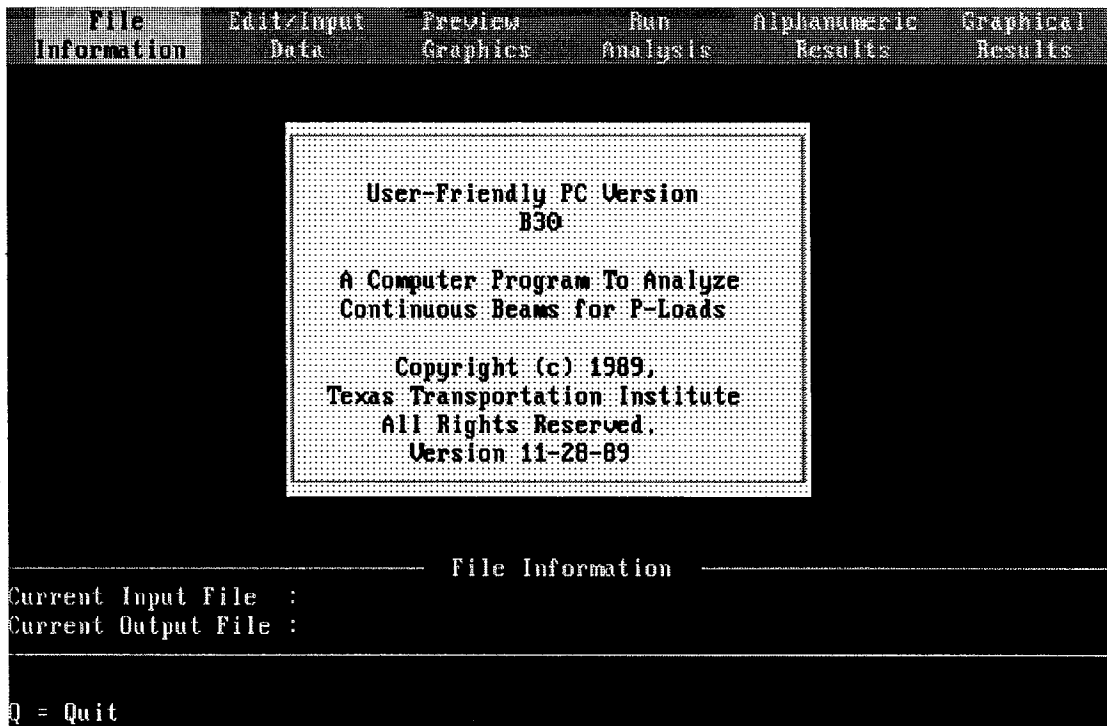 File Edit/Input Preview Run Alphanumeric Graphical
Information Data Graphics Analysis Results Results
User-Friendly PC Version
B30
A Computer Program To Analyze
Continuous Beams for P-Loads
Copyright (c) 1989,
Texas Transportation Institute
All Rights Reserved.
Version 11-28-89
File Information
Current Input File :
Current Output File :
Q = Quit